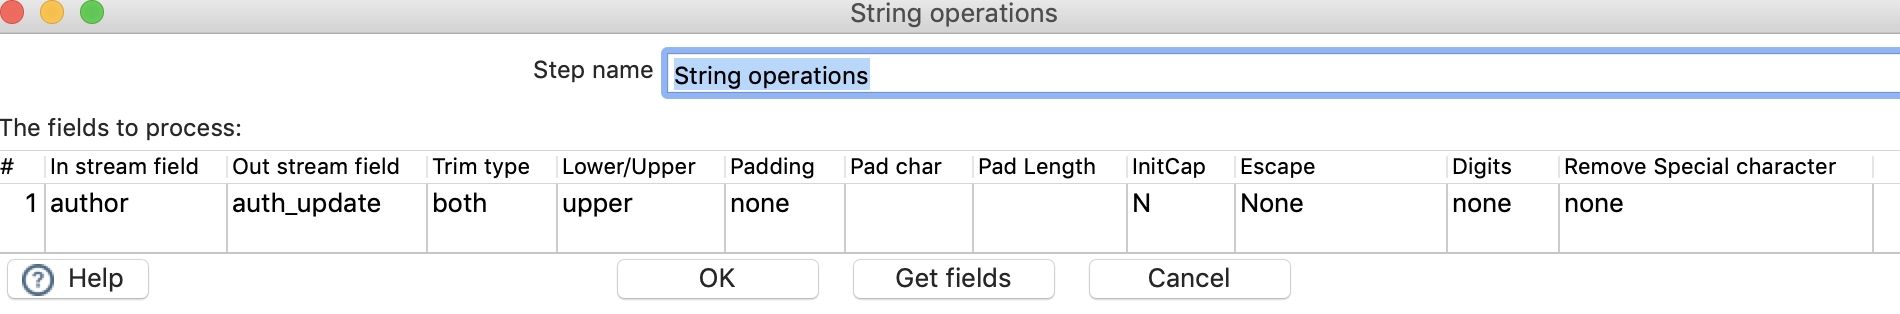 String operations
Step name String operations
The fields to process:
# In stream field Out stream field Trim type Lower/Upper Padding Pad char Pad Length InitCap Escape Digits Remove Special character
1 author auth_update both upper none N None none none
? Help OK Get fields Cancel